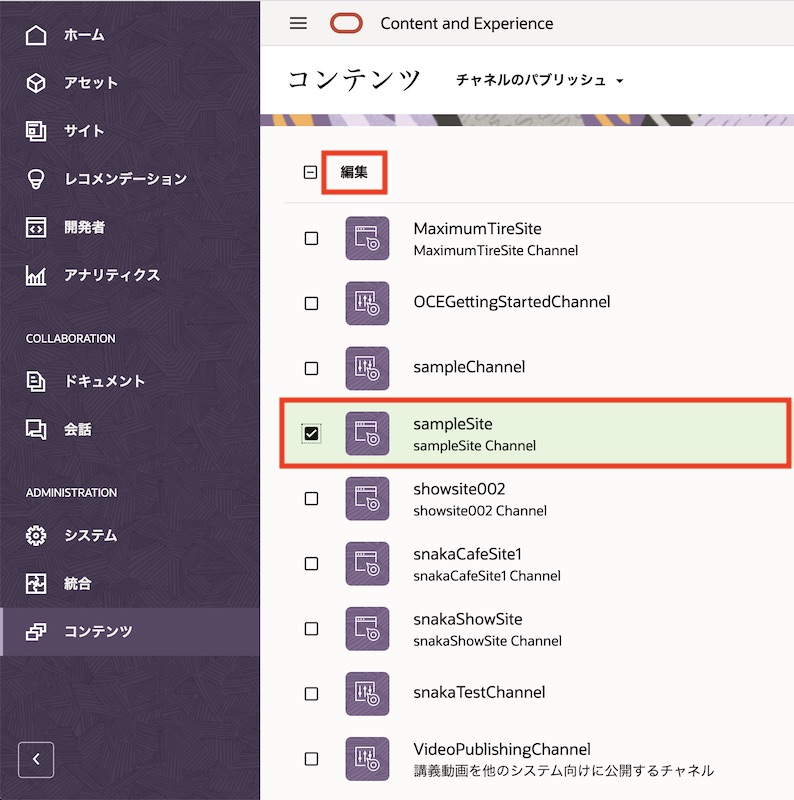 ホーム
アセット
サイト
レコメンデーション
開発者
アナリティクス
COLLABORATION
ドキュメント
会話
ADMINISTRATION
システム
統合
コンテンツ
Content and Experience
コンテンツ
チャネルのパブリッシュ
編集
MaximumTireSite
MaximumTireSite Channel
OCEGettingStartedChannel
sampleChannel
sampleSite
sampleSite Channel
showsite002
showsite002 Channel
snakaCafeSite1
snakaCafeSite1 Channel
snakaShowSite
snakaShowSite Channel
snakaTestChannel
VideoPublishingChannel
講義動画を他のシステム向けに公開するチャネル